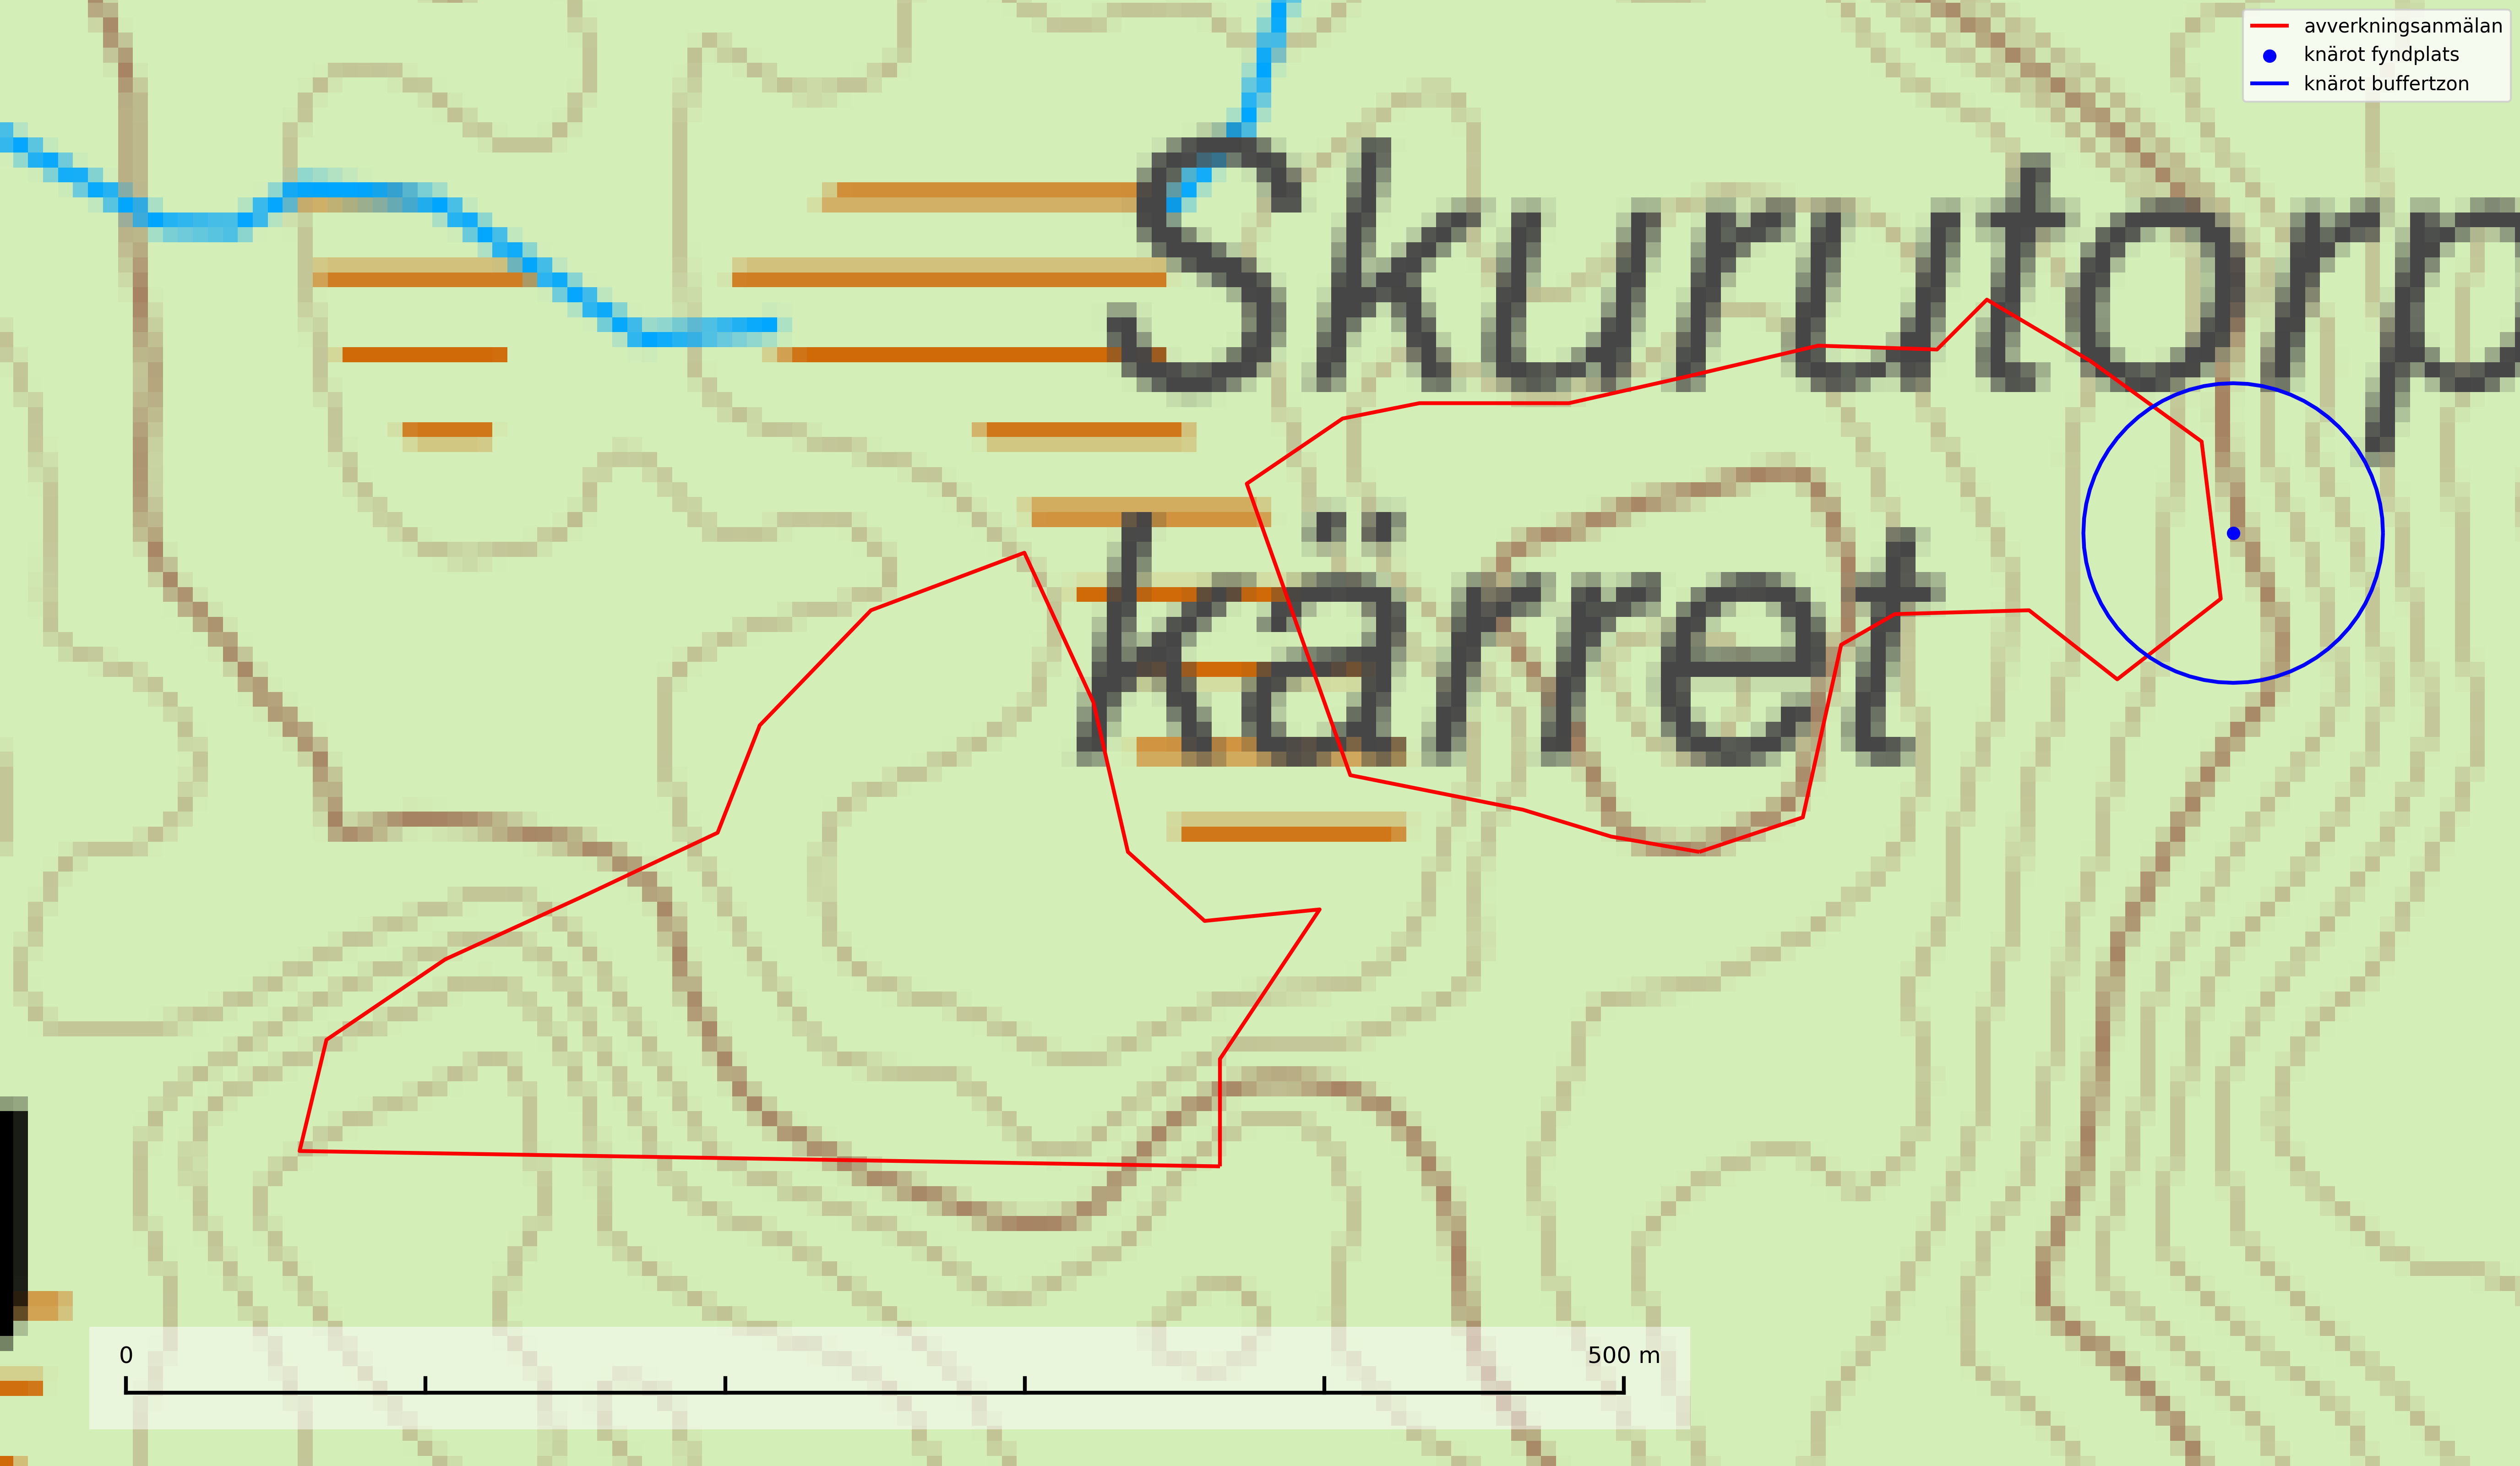 avverkningsanmälan
knärot fyndplats
knärot buffertzon
Skurutorp
kärret
0 500 m